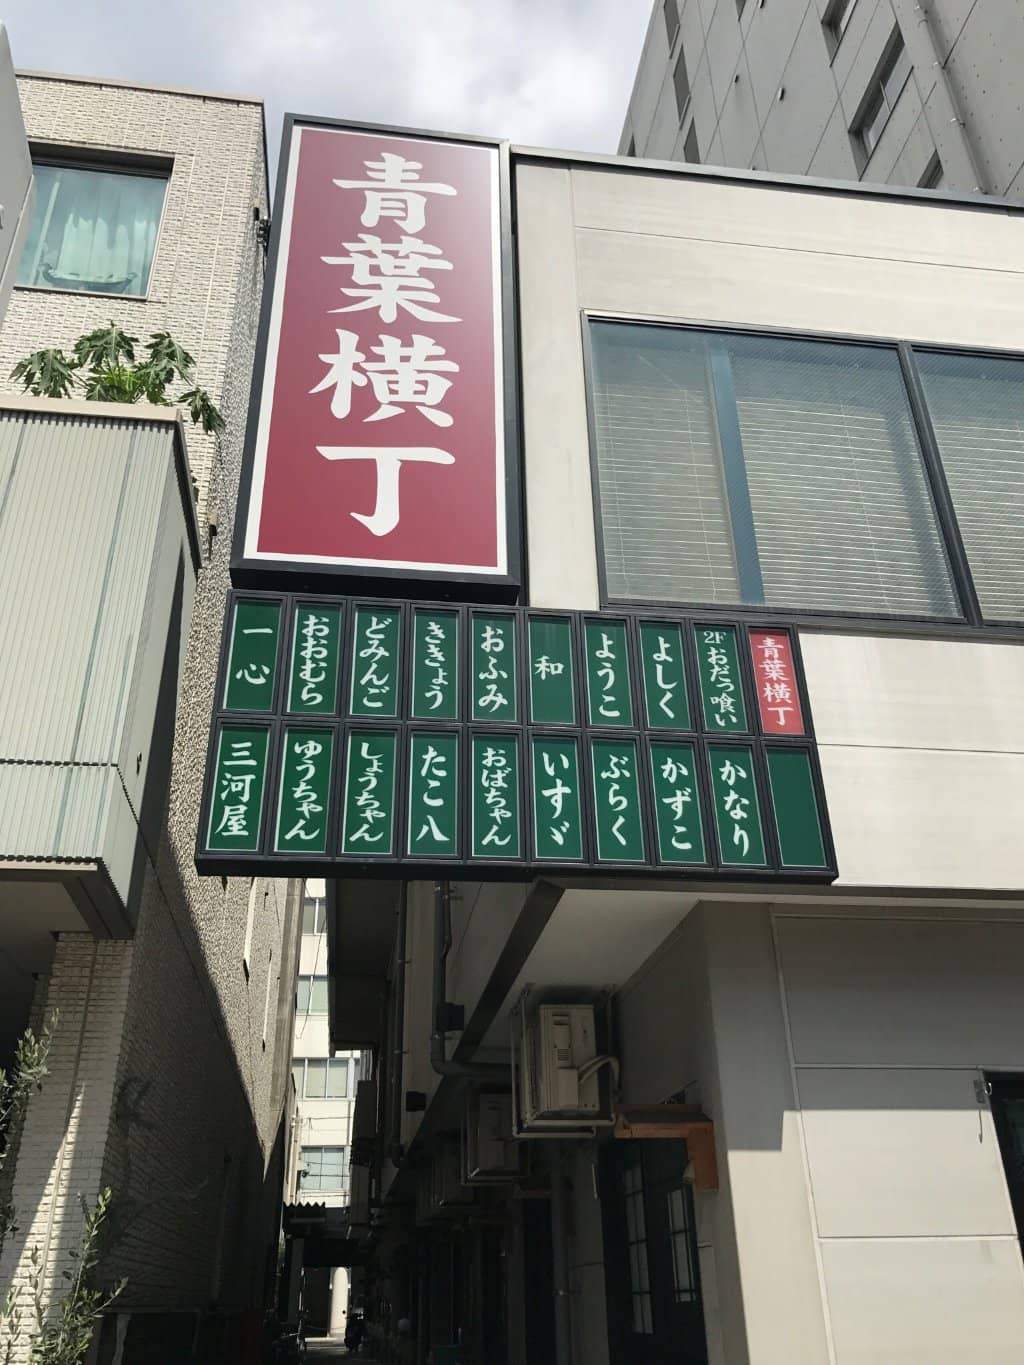 青葉横丁
青葉横丁
2F おだっ喰い
よしく
ようこ
和
おふみ
ききょう
どみんご
おおむら
一心
かなり
かずこ
ぶらく
いすゞ
おばちゃん
たこ八
しょうちゃん
ゆうちゃん
三河屋